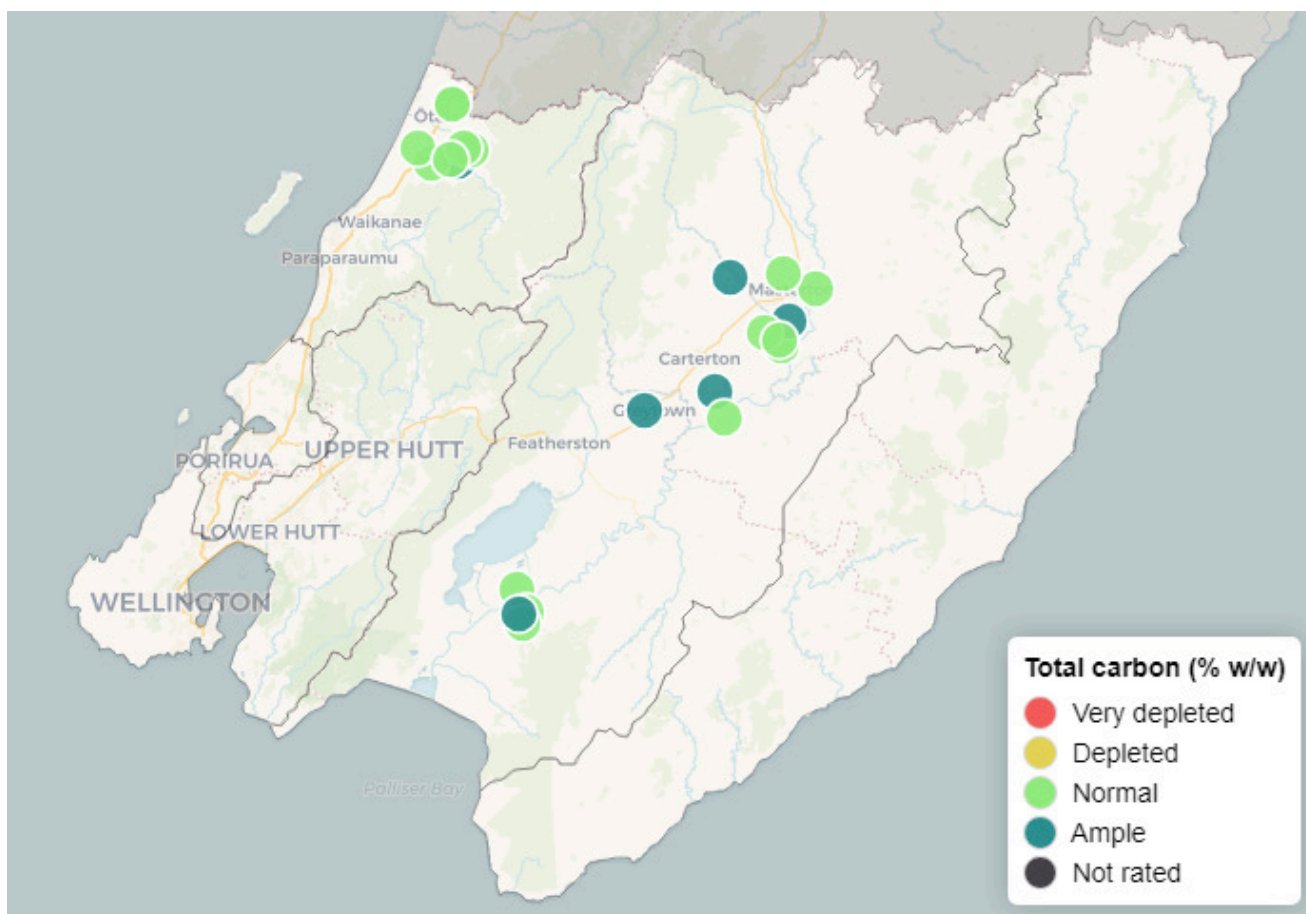 Waikanae
Paraparaumu
Carterton
Featherston
UPPER HUTT
PORIRUA
LOWER HUTT
WELLINGTON
Palliser Bay
Total carbon (% w/w)
Very depleted
Depleted
Normal
Ample
Not rated